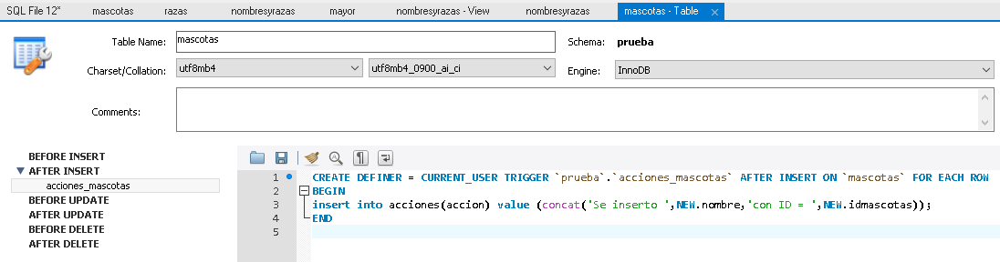 SQL File 12* mascotas razas nombresyrazas mayor nombresyrazas - View nombresyrazas mascotas - Table ×
Table Name: mascotas Schema: prueba
Charset/Collation: utf8mb4 utf8mb4_0900_ai_ci Engine: InnoDB
Comments:
BEFORE INSERT
AFTER INSERT
acciones_mascotas
BEFORE UPDATE
AFTER UPDATE
BEFORE DELETE
AFTER DELETE
1 CREATE DEFINER = CURRENT_USER TRIGGER `prueba`.`acciones_mascotas` AFTER INSERT ON `mascotas` FOR EACH ROW
2 BEGIN
3 insert into acciones(accion) value (concat('Se inserto ',NEW.nombre,'con ID = ',NEW.idmascotas));
4 END
5